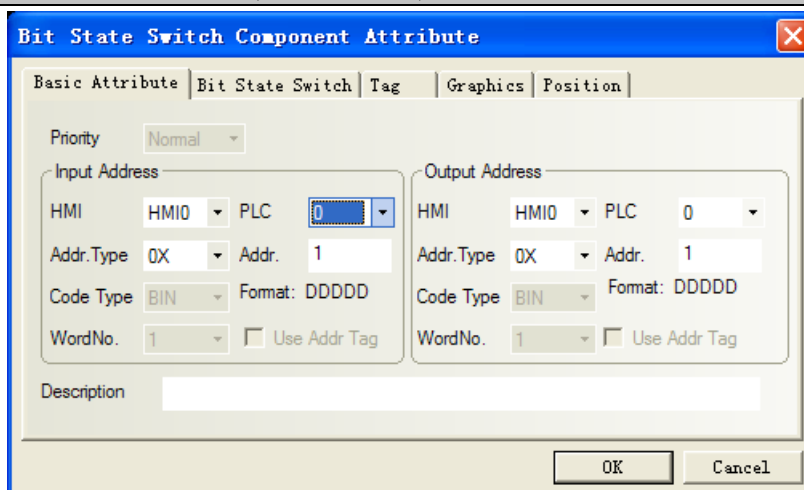 Bit State Switch Component Attribute
Basic Attribute Bit State Switch Tag Graphics Position
Priority Normal
Input Address
HMI HMI0 PLC 0
Addr.Type 0X Addr. 1
Code Type BIN Format: DDDDD
WordNo. 1 Use Addr Tag
Output Address
HMI HMI0 PLC 0
Addr.Type 0X Addr. 1
Code Type BIN Format: DDDDD
WordNo. 1 Use Addr Tag
Description
OK Cancel